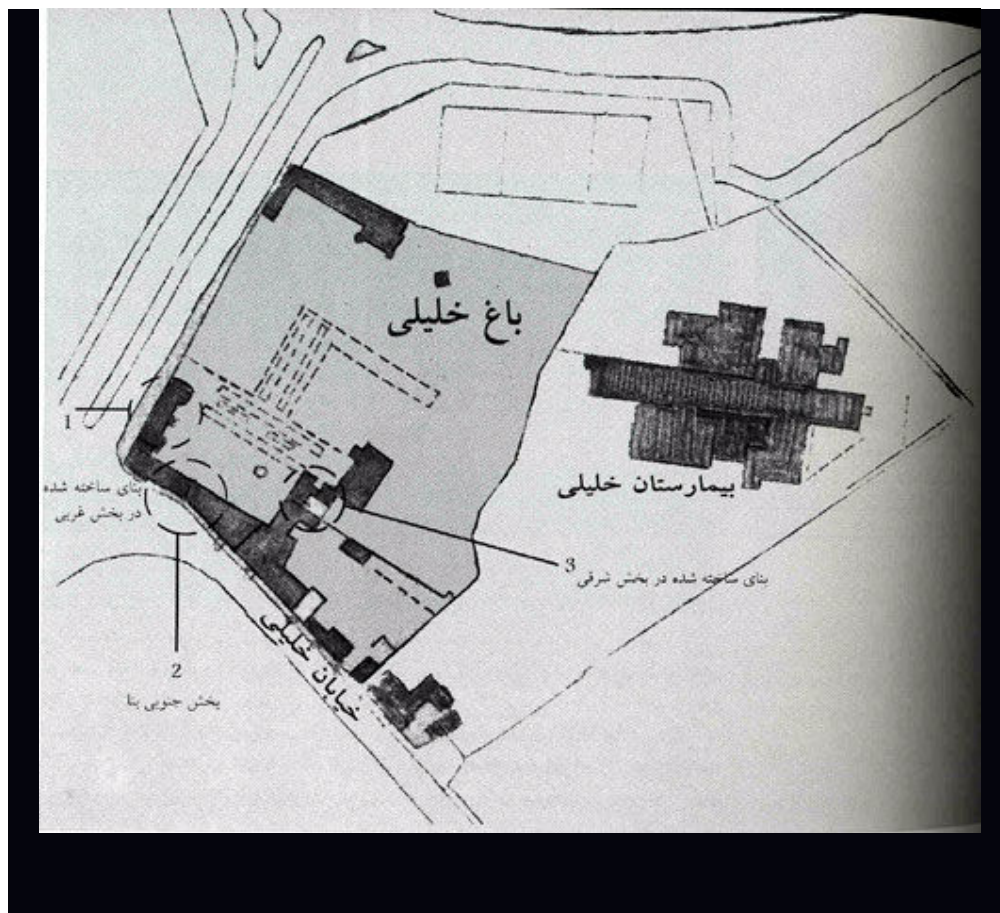 باغ خلیلی
1
بنای ساخته شده
در بخش غربی
بیمارستان خلیلی
3
بنای ساخته شده در بخش شرقی
خیابان خلیلی
2
بخش جنوبی بنا